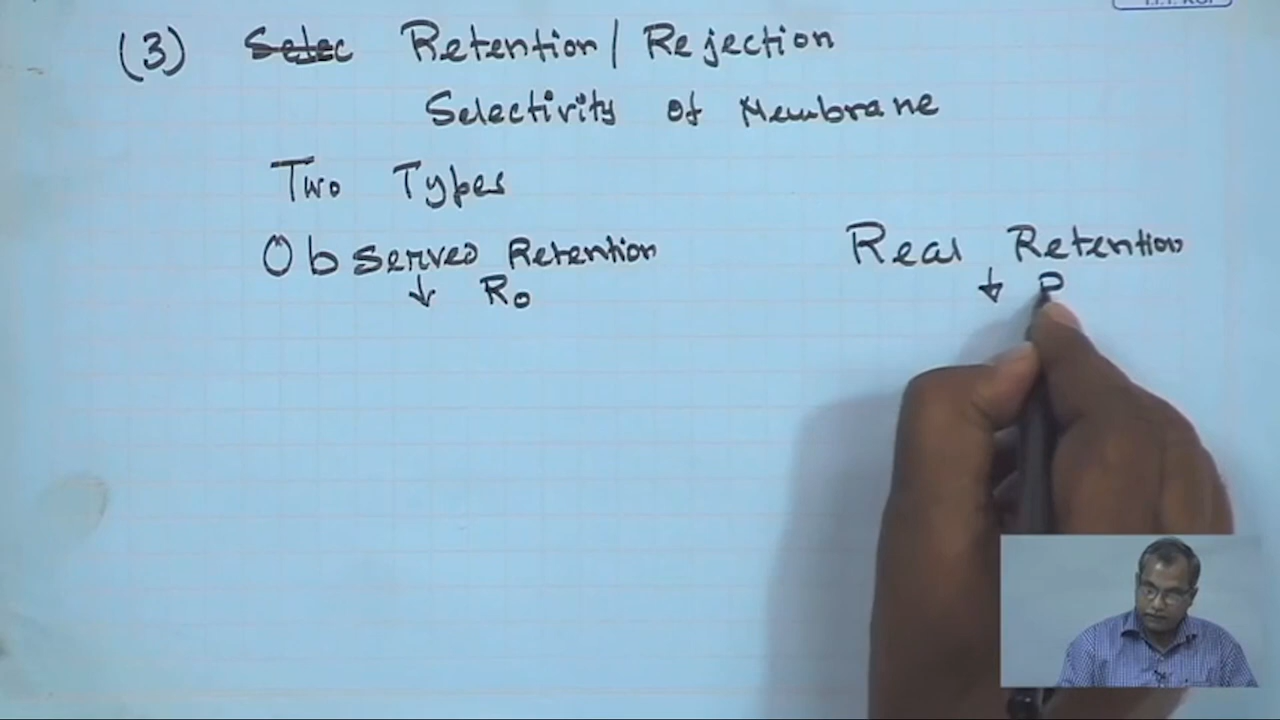 (3) Selec Retention / Rejection
Selectivity of Membrane
Two Types
Observed Retention
Real Retention
↓ Ro
↓ R